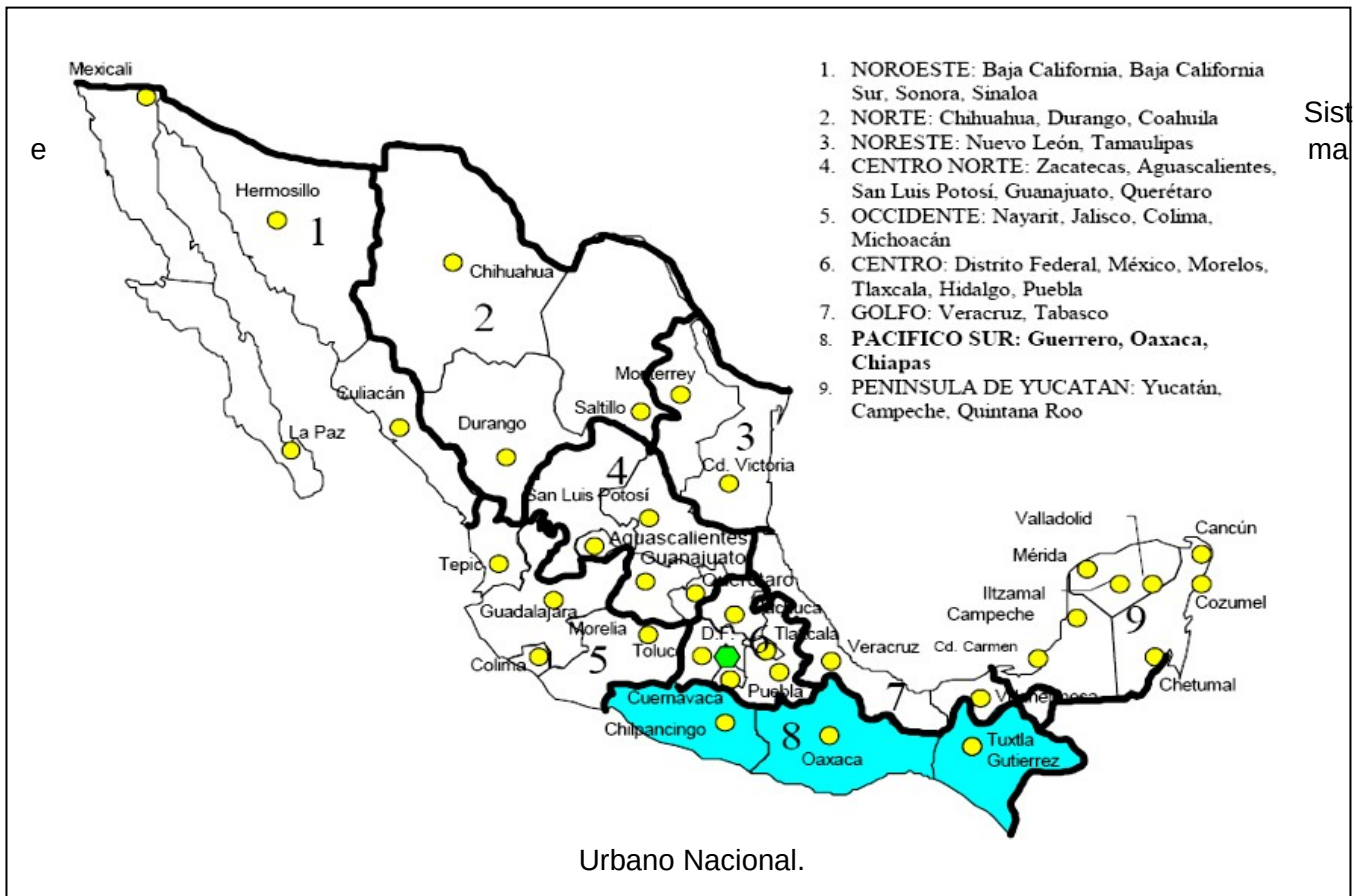 Mexicali
1. NOROESTE: Baja California, Baja California
Sur, Sonora, Sinaloa
2. NORTE: Chihuahua, Durango, Coahuila
3. NORESTE: Nuevo León, Tamaulipas
4. CENTRO NORTE: Zacatecas, Aguascalientes,
San Luis Potosí, Guanajuato, Querétaro
5. OCCIDENTE: Nayarit, Jalisco, Colima,
Michoacán
6. CENTRO: Distrito Federal, México, Morelos,
Tlaxcala, Hidalgo, Puebla
7. GOLFO: Veracruz, Tabasco
8. PACIFICO SUR: Guerrero, Oaxaca,
Chiapas
9. PENINSULA DE YUCATAN: Yucatán,
Campeche, Quintana Roo
Sist
e
ma
Hermosillo
1
Chihuahua
2
Culiacán
Monterrey
Saltillo
La Paz
Durango
3
Cd. Victoria
4
San Luis Potosí
Aguascalientes
Guanajuato
Tepic
Querétaro
Guadalajara
Morelia
D.F.
6
Tlaxcala
Toluca
Colima
5
Puebla
Cuernavaca
Chilpancingo
8
Oaxaca
Veracruz
7
Villahermosa
Tuxtla
Gutierrez
Valladolid
Cancún
Mérida
Iltzamal
Campeche
Cozumel
9
Cd. Carmen
Chetumal
Urbano Nacional.